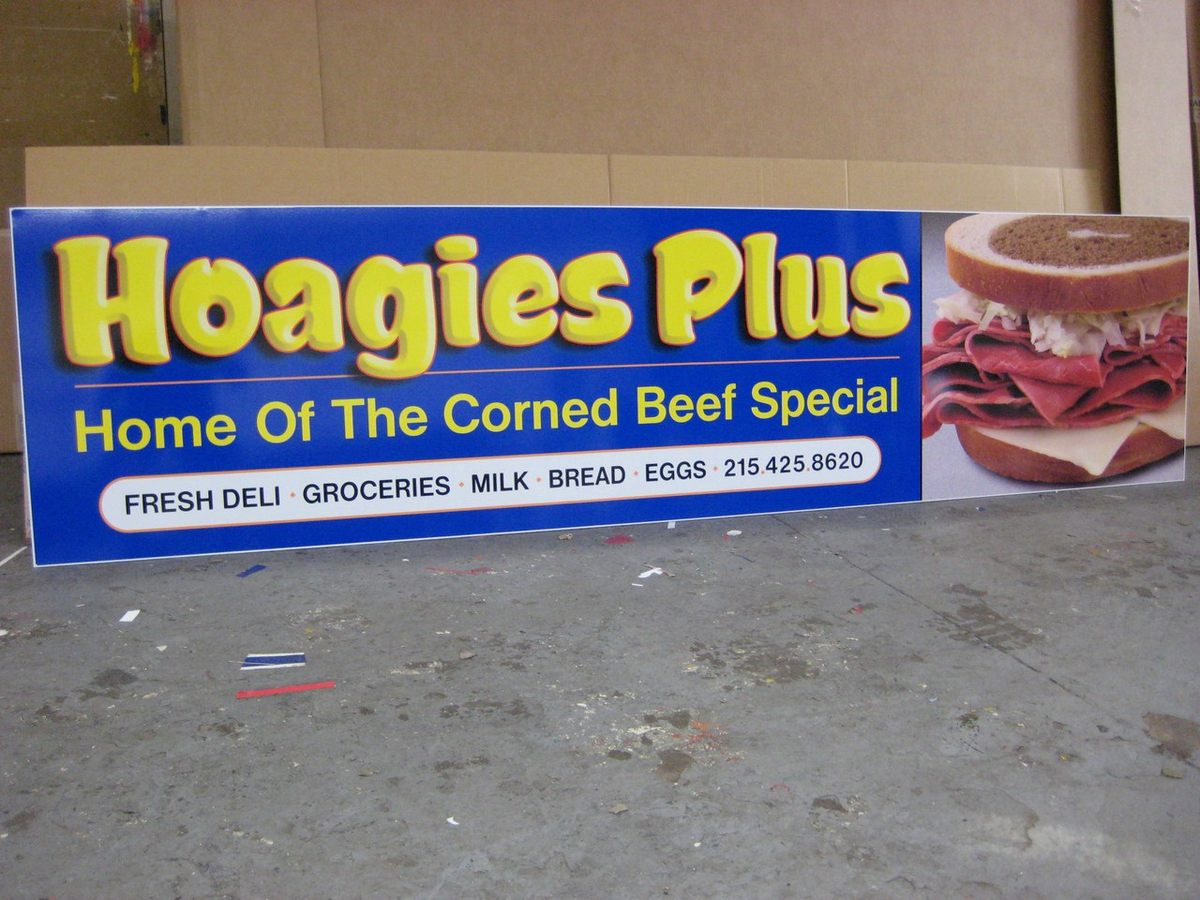 Hoagies Plus
Home Of The Corned Beef Special
FRESH DELI · GROCERIES · MILK · BREAD · EGGS · 215.425.8620